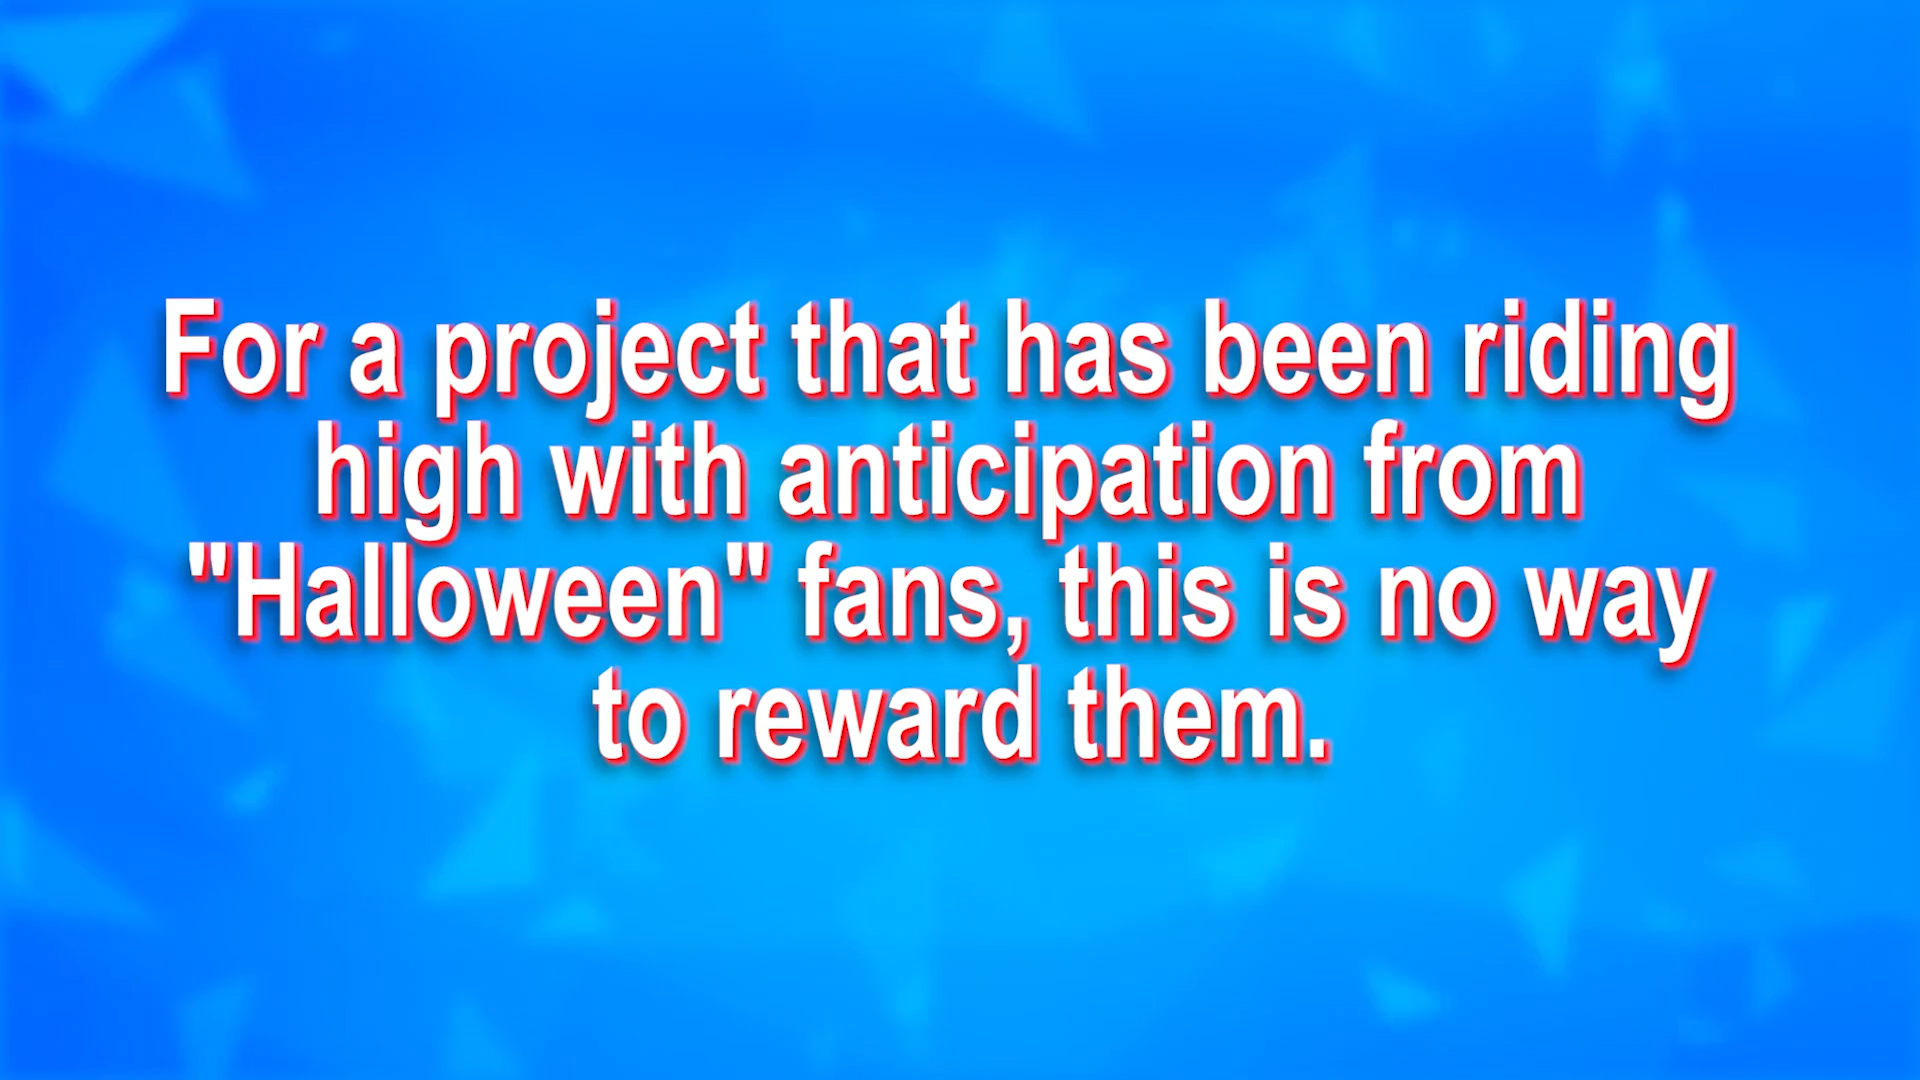 For a project that has been riding
high with anticipation from
"Halloween" fans, this is no way
to reward them.